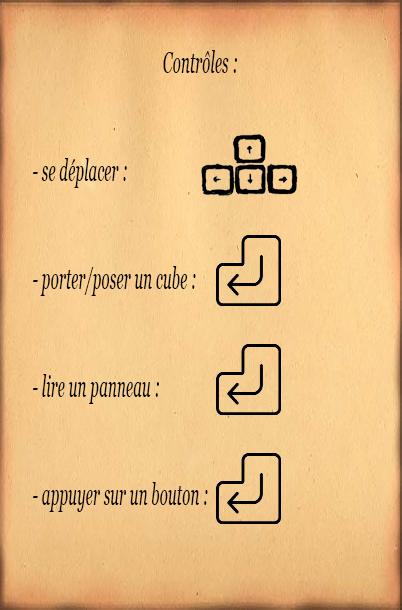 Contrôles :
- se déplacer :
- porter/poser un cube :
- lire un panneau :
- appuyer sur un bouton :